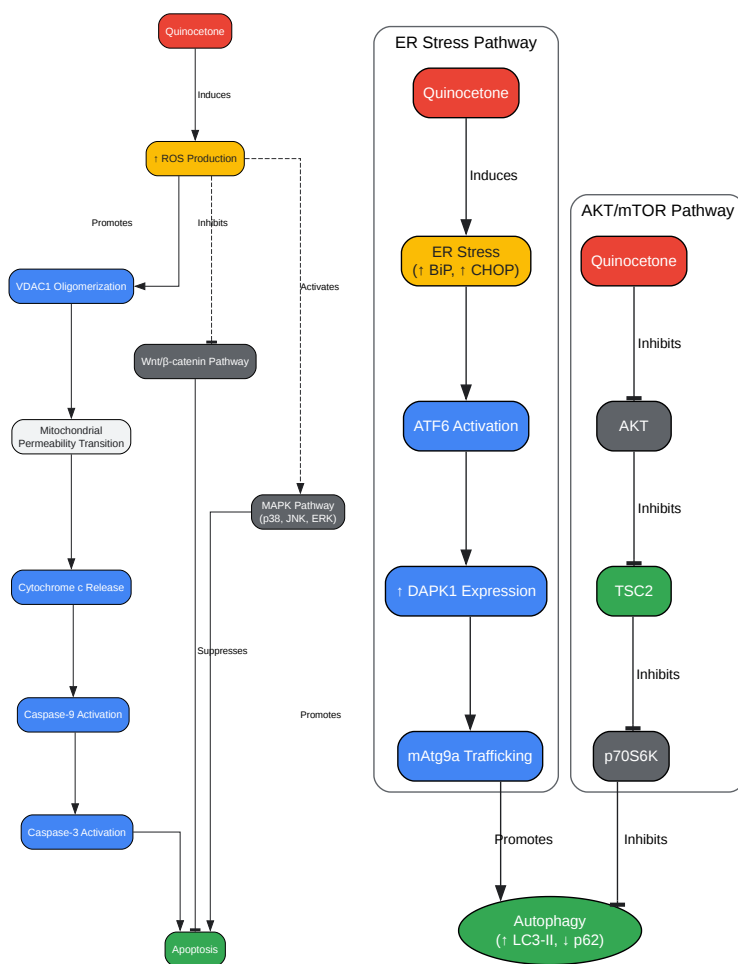 Quinocetone
Induces
↑ ROS Production
Promotes
Inhibits
Activates
VDAC1 Oligomerization
Wnt/β-catenin Pathway
Mitochondrial
Permeability Transition
MAPK Pathway
(p38, JNK, ERK)
Cytochrome c Release
Suppresses
Promotes
Caspase-9 Activation
Caspase-3 Activation
Apoptosis
ER Stress Pathway
Quinocetone
Induces
ER Stress
(↑ BiP, ↑ CHOP)
ATF6 Activation
↑ DAPK1 Expression
mAtg9a Trafficking
Promotes
AKT/mTOR Pathway
Quinocetone
Inhibits
AKT
Inhibits
TSC2
Inhibits
p70S6K
Inhibits
Autophagy
(↑ LC3-II, ↓ p62)